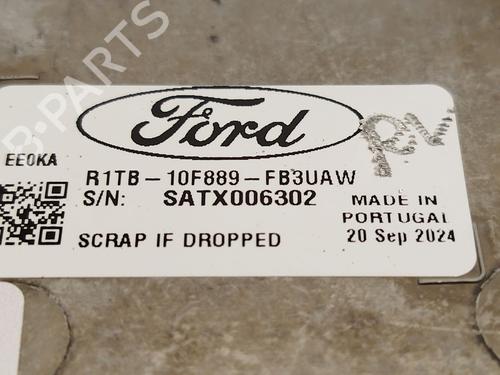 B-PARTS
Ford
EE0KA
R1TB-10F889-FB3UAW
S/N: SATX006302
MADE IN
PORTUGAL
SCRAP IF DROPPED
20 Sep 2024